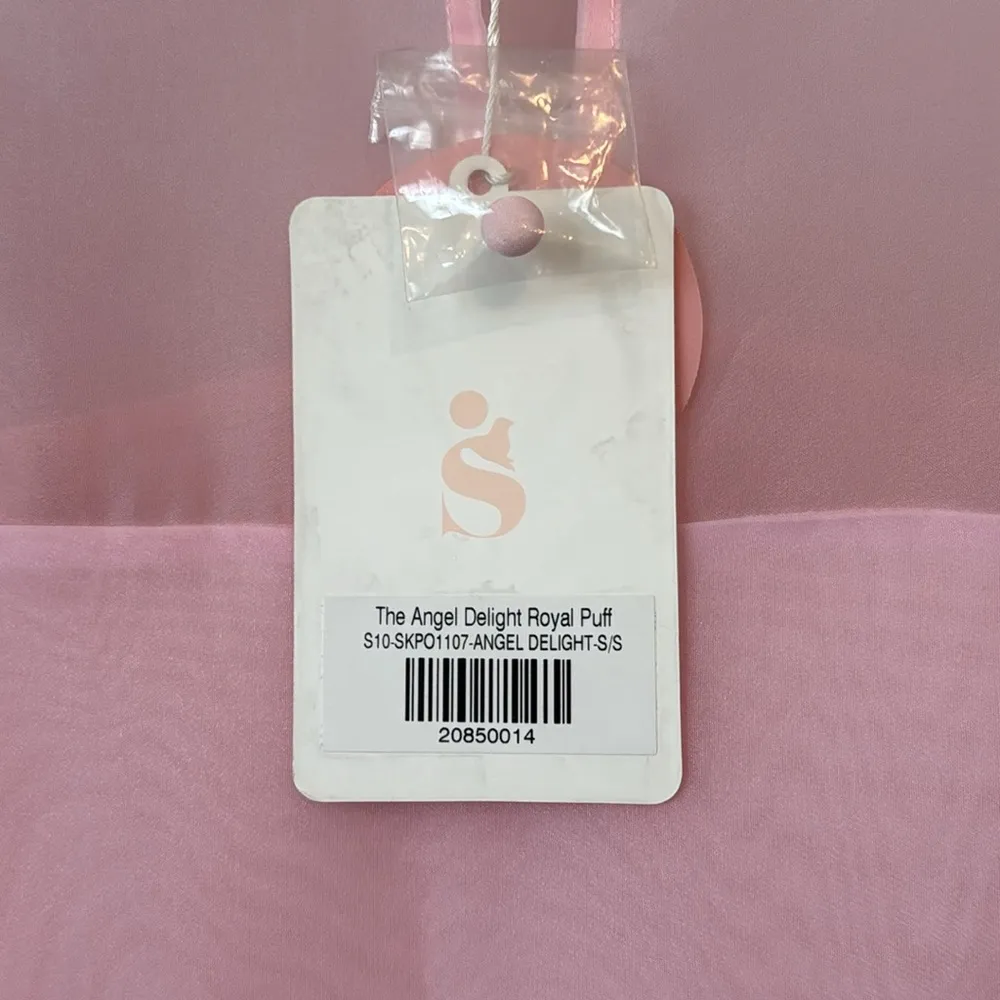 S
The Angel Delight Royal Puff
S10-SKPO1107-ANGEL DELIGHT-S/S
20850014